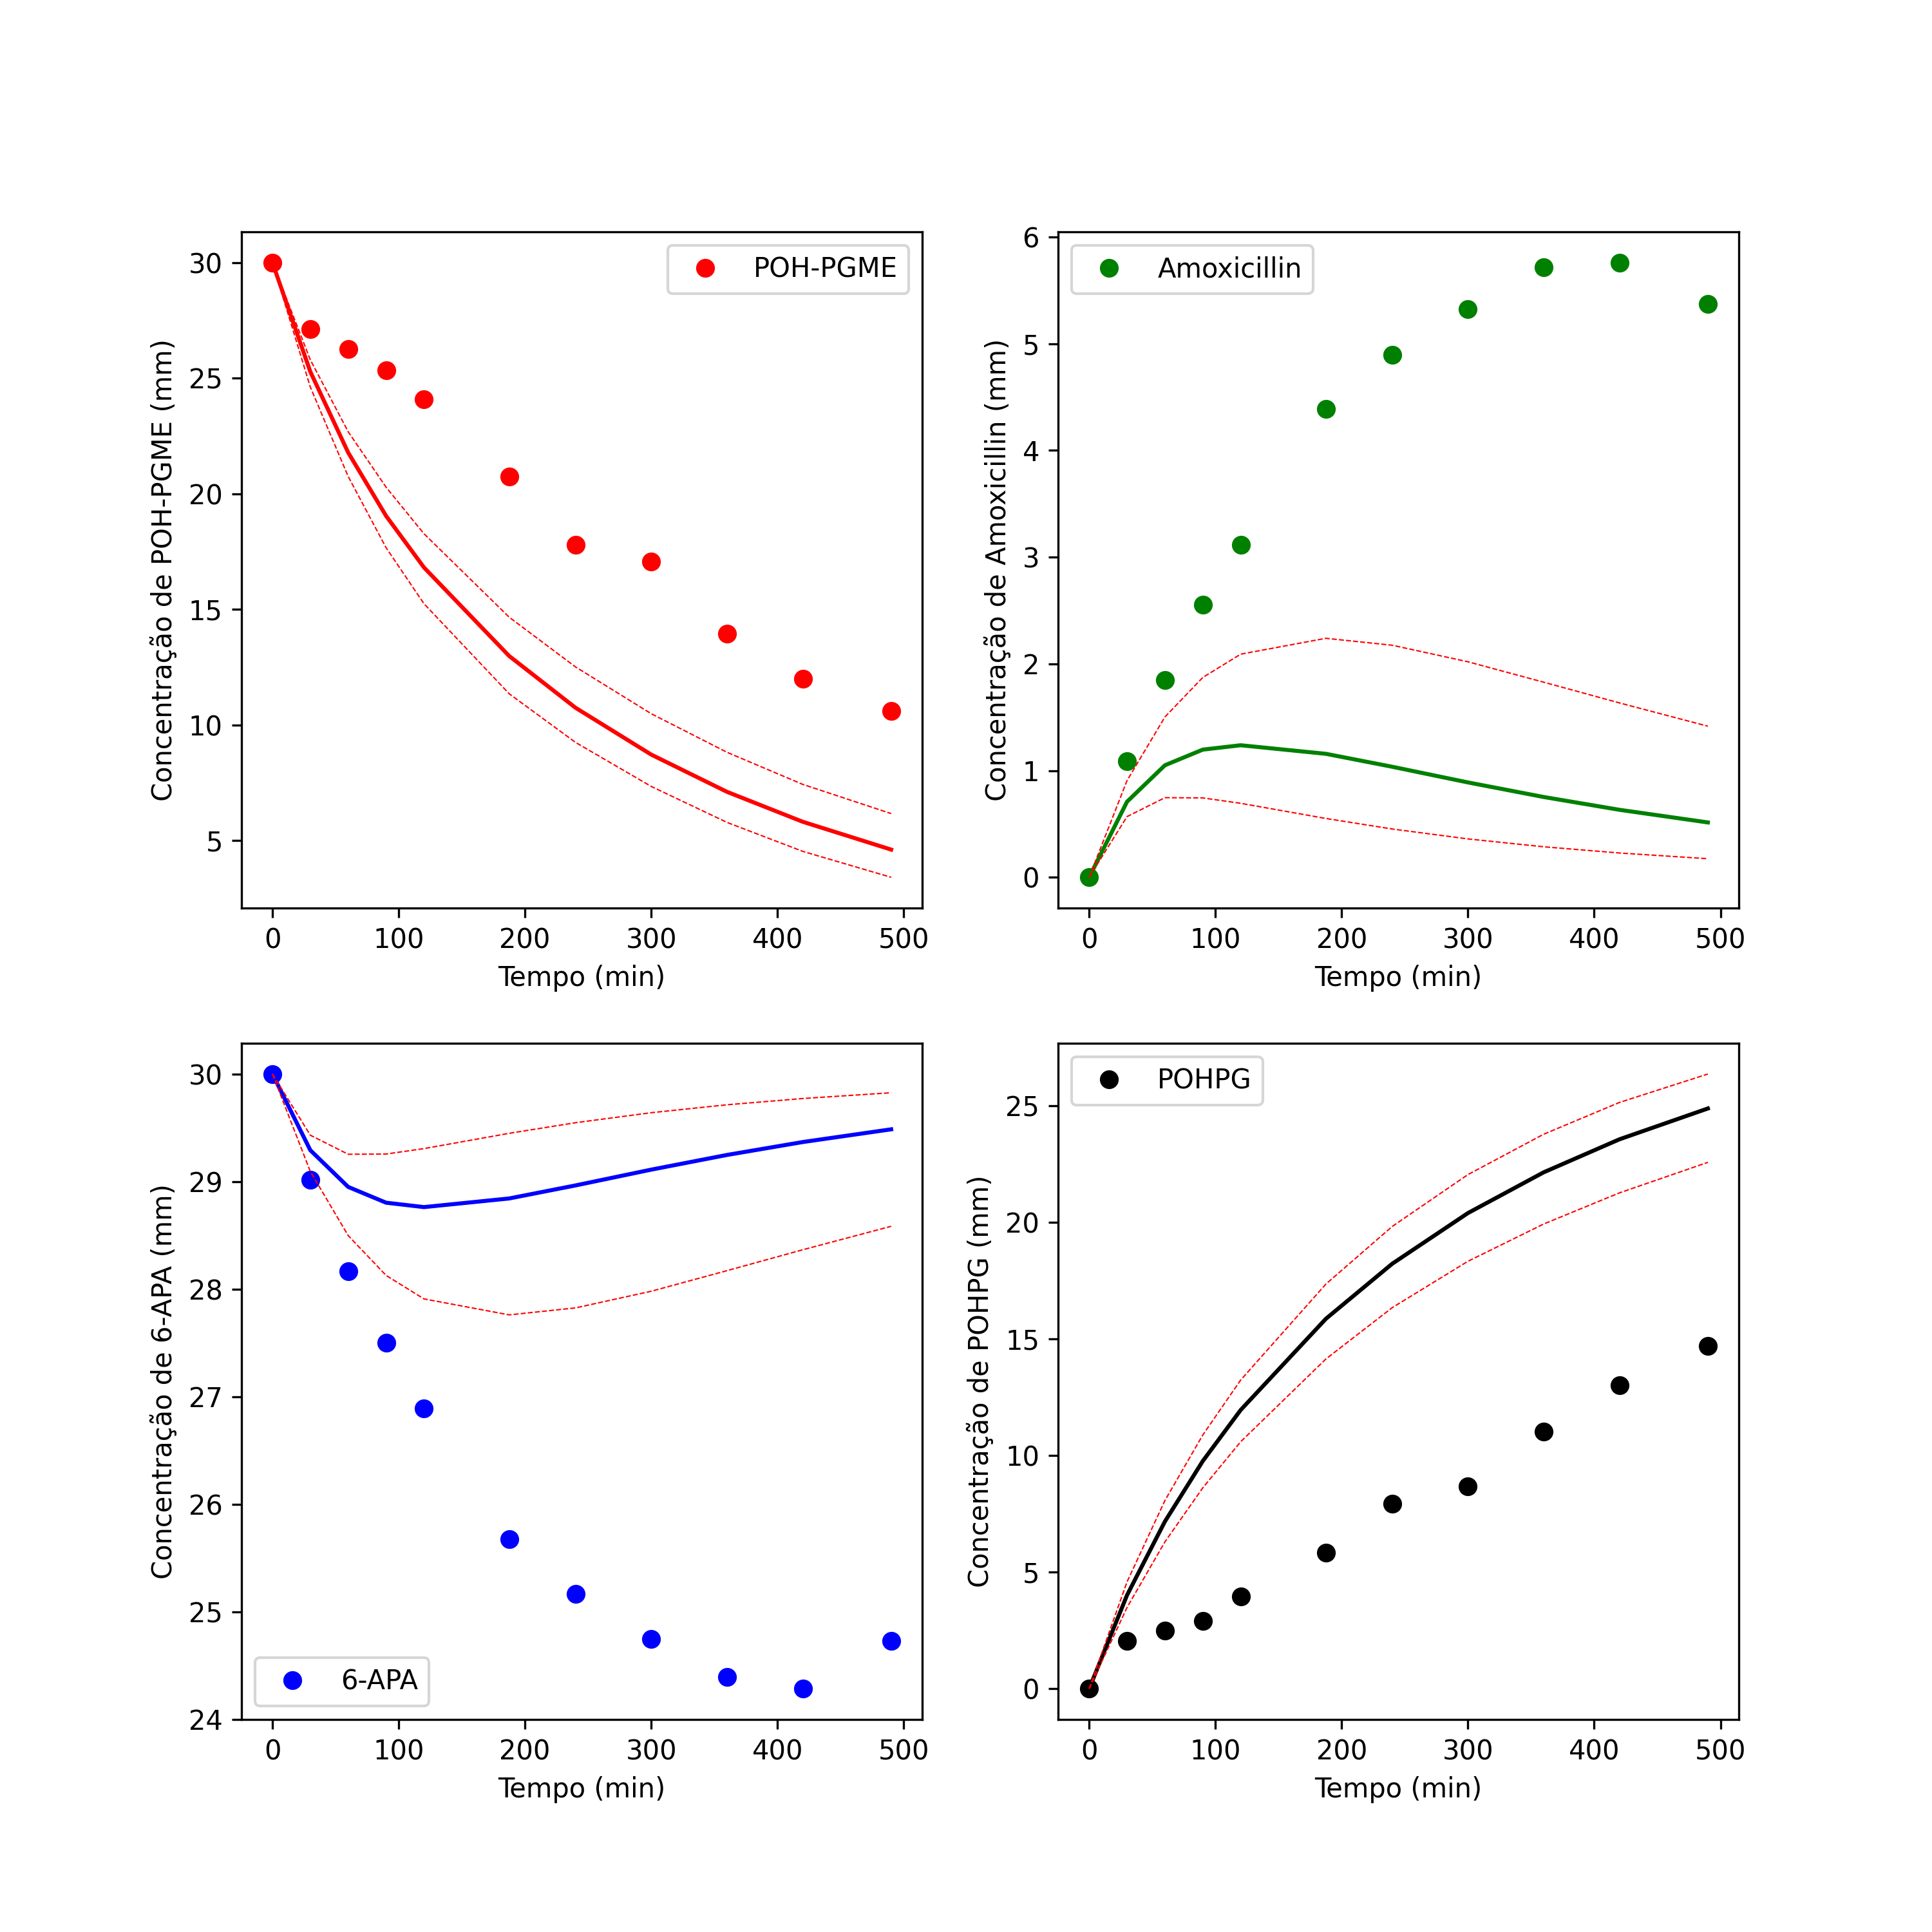 POH-PGME
Concentração de POH-PGME (mm)
30
25
20
15
10
5
0 100 200 300 400 500
Tempo (min)
Amoxicillin
Concentração de Amoxicillin (mm)
6
5
4
3
2
1
0
0 100 200 300 400 500
Tempo (min)
6-APA
Concentração de 6-APA (mm)
30
29
28
27
26
25
24
0 100 200 300 400 500
Tempo (min)
POHPG
Concentração de POHPG (mm)
25
20
15
10
5
0
0 100 200 300 400 500
Tempo (min)